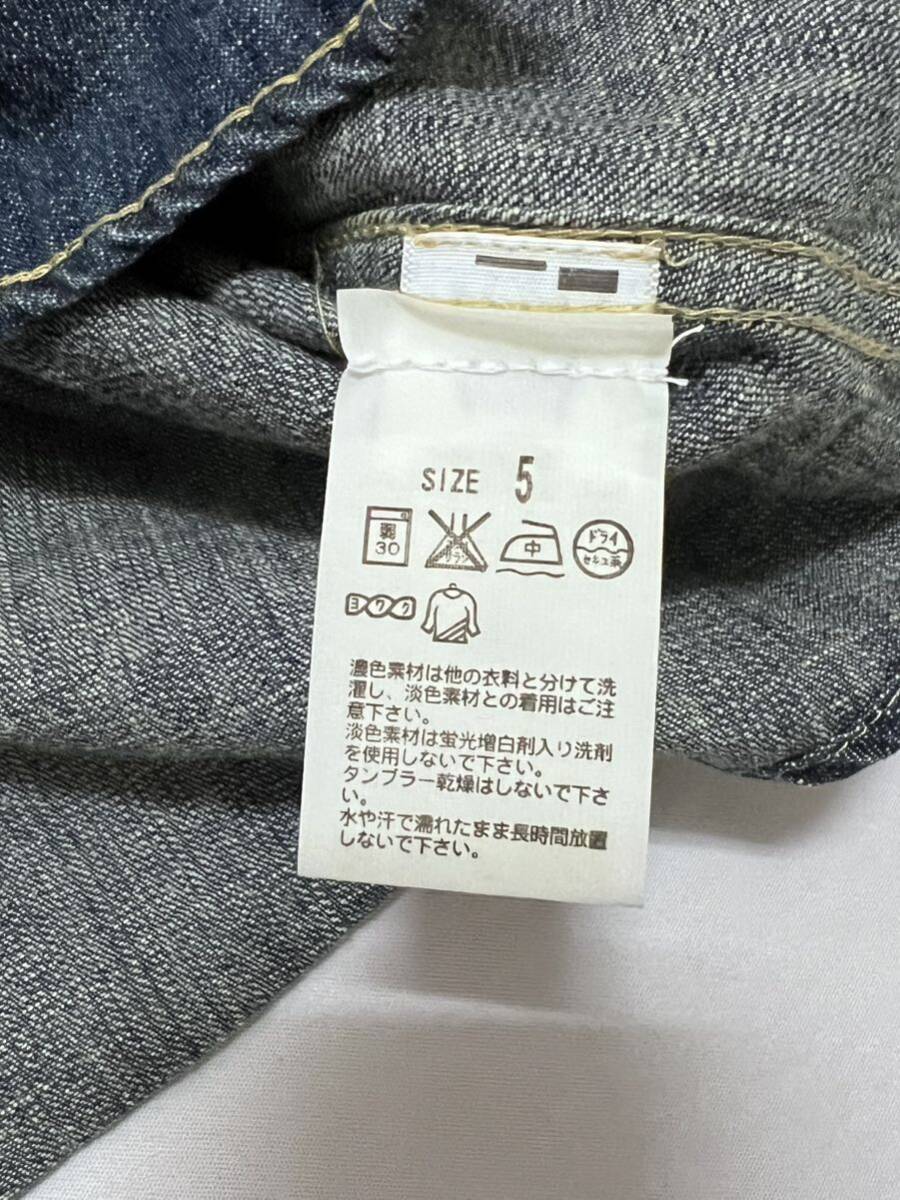 SIZE 5
弱 30 サラシ 中 ドライ セキユ系
ヨワク
濃色素材は他の衣料と分けて洗
濯し、淡色素材との着用はご注
意下さい。
淡色素材は蛍光増白剤入り洗剤
を使用しないで下さい。
タンブラー乾燥はしないで下さ
い。
水や汗で濡れたまま長時間放置
しないで下さい。